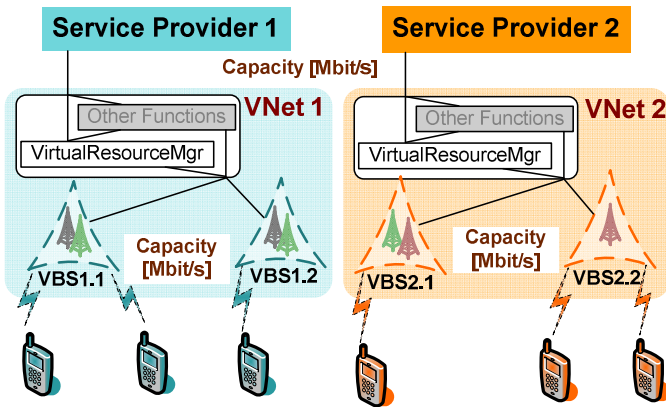 Service Provider 1
Service Provider 2
Capacity [Mbit/s]
VNet 1
Other Functions
VirtualResourceMgr
VNet 2
Other Functions
VirtualResourceMgr
Capacity
[Mbit/s]
VBS1.1
VBS1.2
Capacity
[Mbit/s]
VBS2.1
VBS2.2